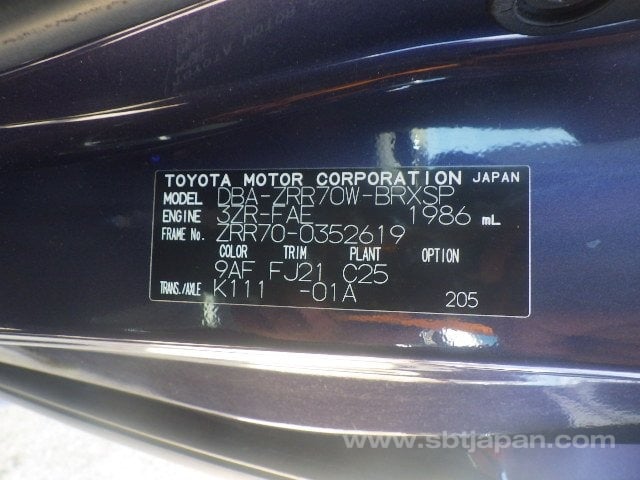 TOYOTA MOTOR CORPORATION JAPAN
MODEL DBA-ZRR70W-BRXSP
ENGINE 3ZR-FAE 1986 mL
FRAME No. ZRR70-0352619
COLOR TRIM PLANT OPTION
9AF FJ21 C25
TRANS./AXLE K111 -01A 205
www.sbtjapan.com